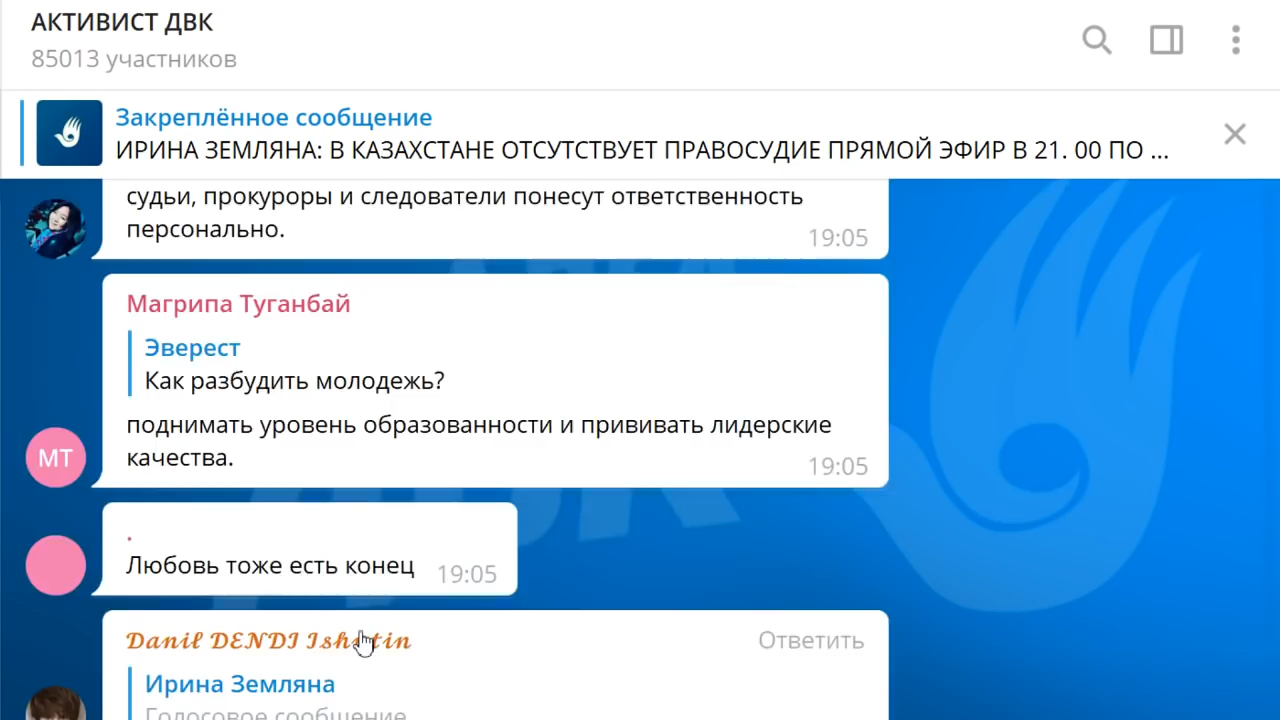 АКТИВИСТ ДВК
85013 участников
Закреплённое сообщение
ИРИНА ЗЕМЛЯНА: В КАЗАХСТАНЕ ОТСУТСТВУЕТ ПРАВОСУДИЕ ПРЯМОЙ ЭФИР В 21. 00 ПО ...
судьи, прокуроры и следователи понесут ответственность
персонально.
19:05
Магрипа Туганбай
Эверест
Как разбудить молодежь?
поднимать уровень образованности и прививать лидерские
качества.
19:05
МТ
.
Любовь тоже есть конец
19:05
Danil DENDI
Ответить
Ирина Земляна
Голосовое сообщение